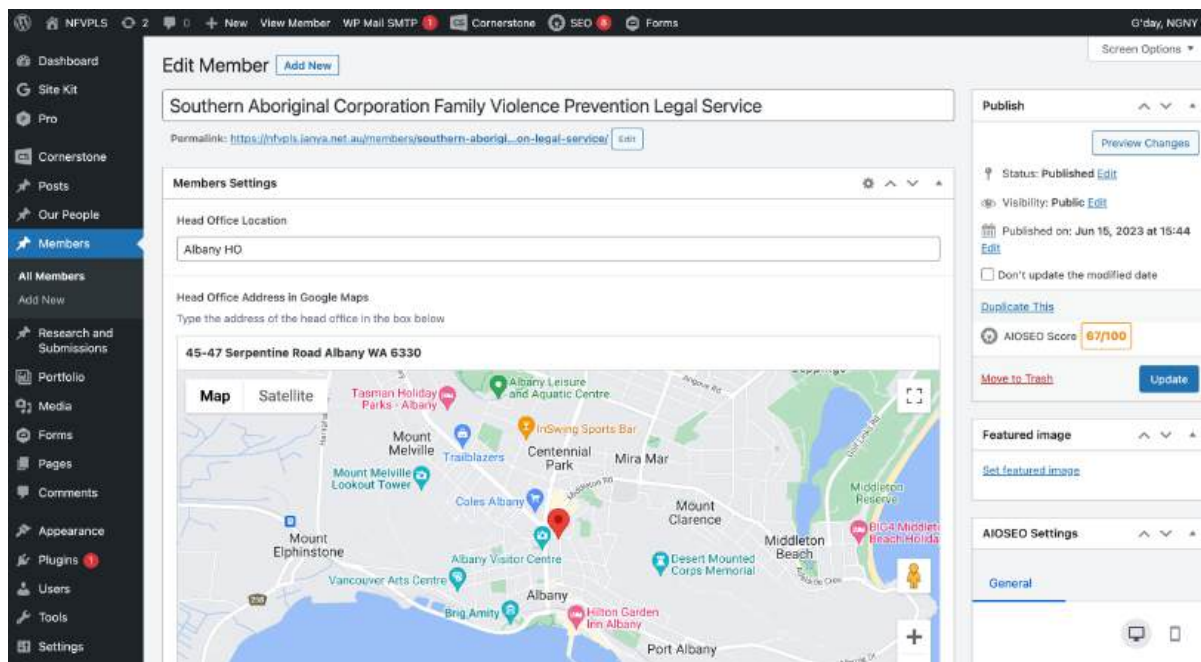 NFVPLS 2 0 + New View Member WP Mail SMTP 1 Cornerstone SEO 8 Forms G'day, NGNY
Screen Options
Dashboard
Site Kit
Pro
Cornerstone
Posts
Our People
Members
All Members
Add New
Research and
Submissions
Portfolio
Media
Forms
Pages
Comments
Appearance
Plugins 1
Users
Tools
Settings
Edit Member Add New
Southern Aboriginal Corporation Family Violence Prevention Legal Service
Permalink: https://nfvpls.janya.net.au/members/southern-aborigi...on-legal-service/ Edit
Members Settings
Head Office Location
Albany HO
Head Office Address in Google Maps
Type the address of the head office in the box below
45-47 Serpentine Road Albany WA 6330
Map Satellite
Tasman Holiday
Parks - Albany
Albany Leisure
and Aquatic Centre
InSwing Sports Bar
Mount
Melville
Trailblazers
Centennial
Park
Mira Mar
Mount Melville
Lookout Tower
Coles Albany
Middleton Rd
Middleton
Reserve
Mount
Clarence
Mount
Elphinstone
Middleton
Beach
BIG4 Middlet
Beach Holida
Albany Visitor Centre
Desert Mounted
Corps Memorial
Vancouver Arts Centre
Albany
Brig Amity
Hilton Garden
Inn Albany
Port Albany
Publish
Preview Changes
Status: Published Edit
Visibility: Public Edit
Published on: Jun 15, 2023 at 15:44
Edit
Don't update the modified date
Duplicate This
AIOSEO Score 67/100
Move to Trash Update
Featured image
Set featured image
AIOSEO Settings
General